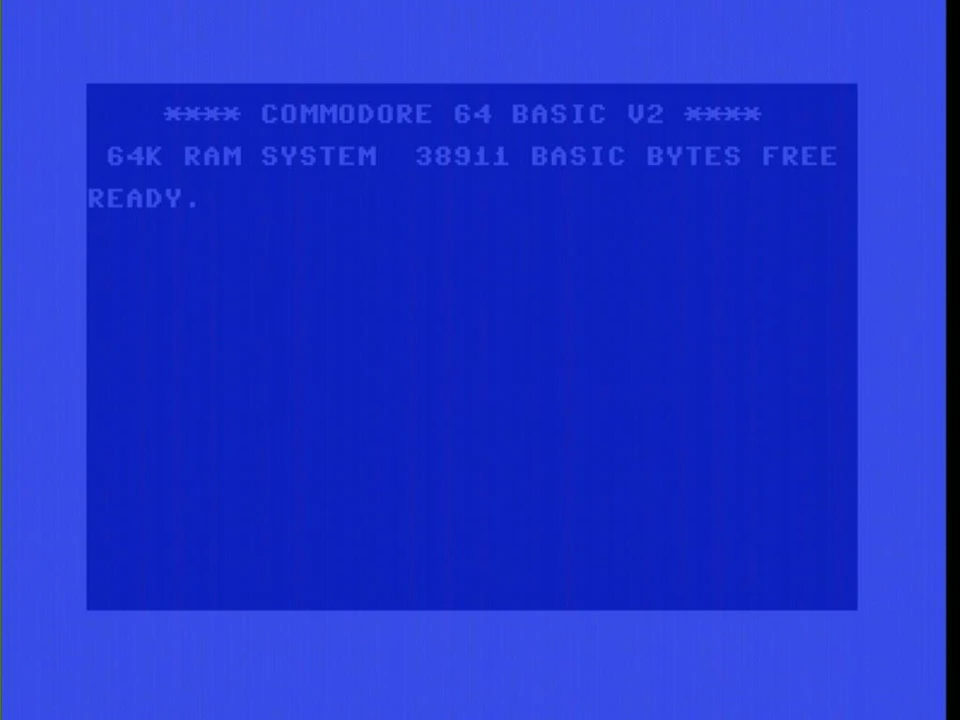 **** COMMODORE 64 BASIC V2 ****
64K RAM SYSTEM  38911 BASIC BYTES FREE
READY.